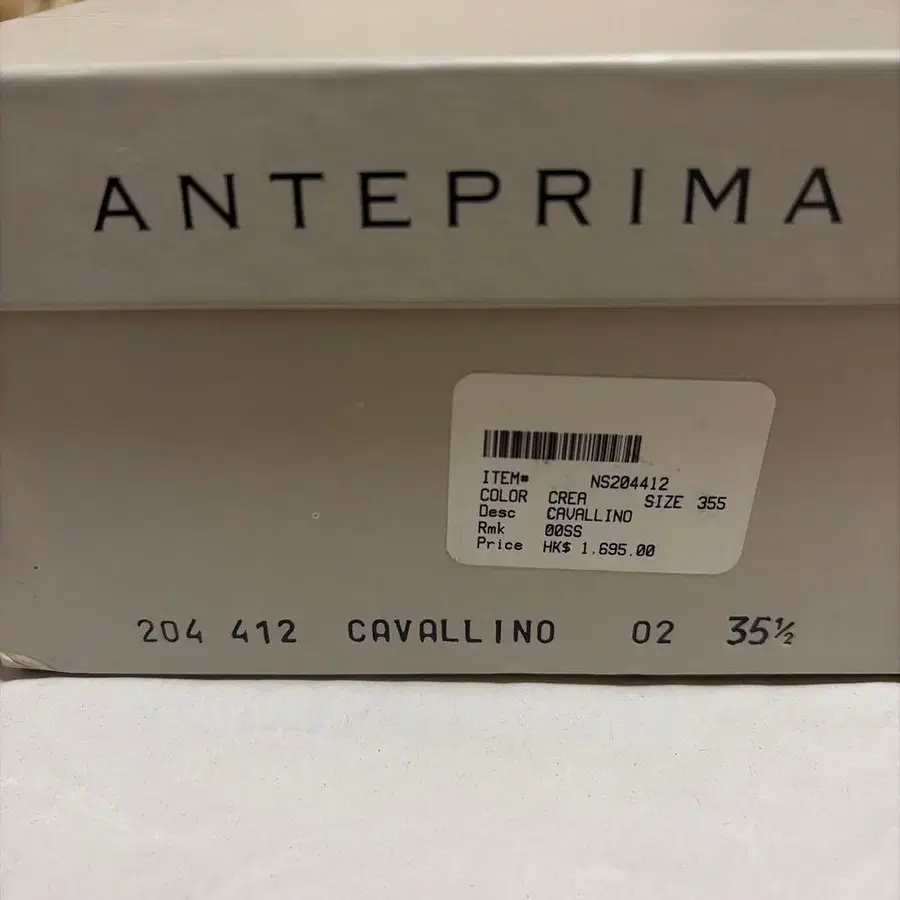 ANTEPRIMA
ITEM# NS204412
COLOR CREA SIZE 355
Desc CAVALLINO
Rmk 00SS
Price HK$ 1,695.00
204 412 CAVALLINO 02 35½